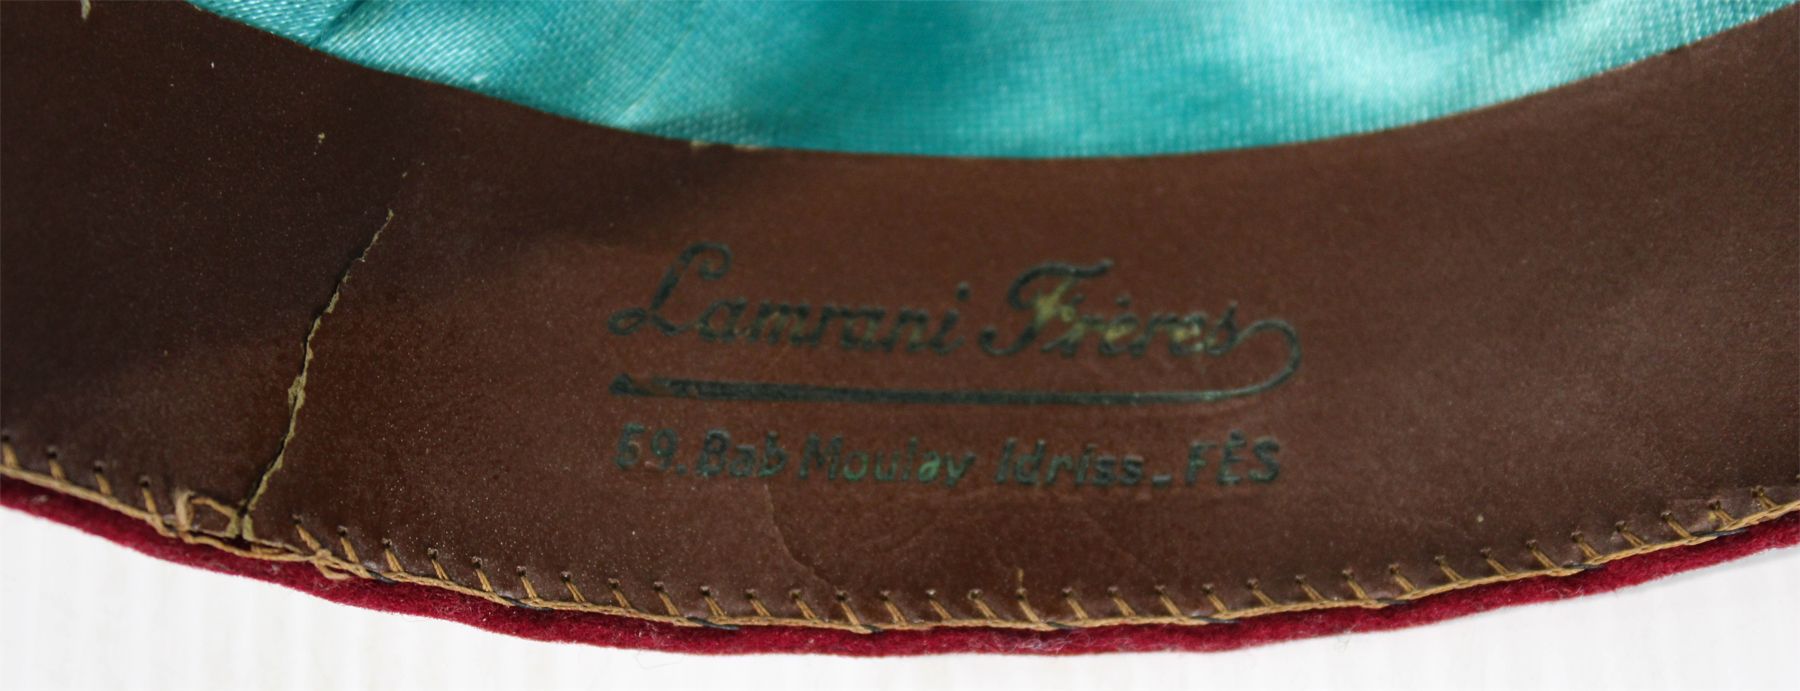 Lamrani Frères
59. Bab Moulay Idriss_FÈS